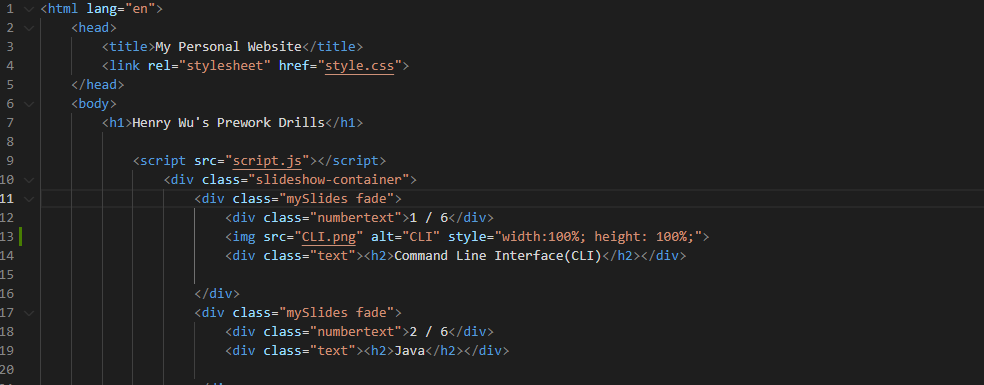 1 <html lang="en">
2 <head>
3 <title>My Personal Website</title>
4 <link rel="stylesheet" href="style.css">
5 </head>
6 <body>
7 <h1>Henry Wu's Prework Drills</h1>
8
9 <script src="script.js"></script>
10 <div class="slideshow-container">
11 <div class="mySlides fade">
12 <div class="numbertext">1 / 6</div>
13 <img src="CLI.png" alt="CLI" style="width:100%; height: 100%;">
14 <div class="text"><h2>Command Line Interface(CLI)</h2></div>
15
16 </div>
17 <div class="mySlides fade">
18 <div class="numbertext">2 / 6</div>
19 <div class="text"><h2>Java</h2></div>
20